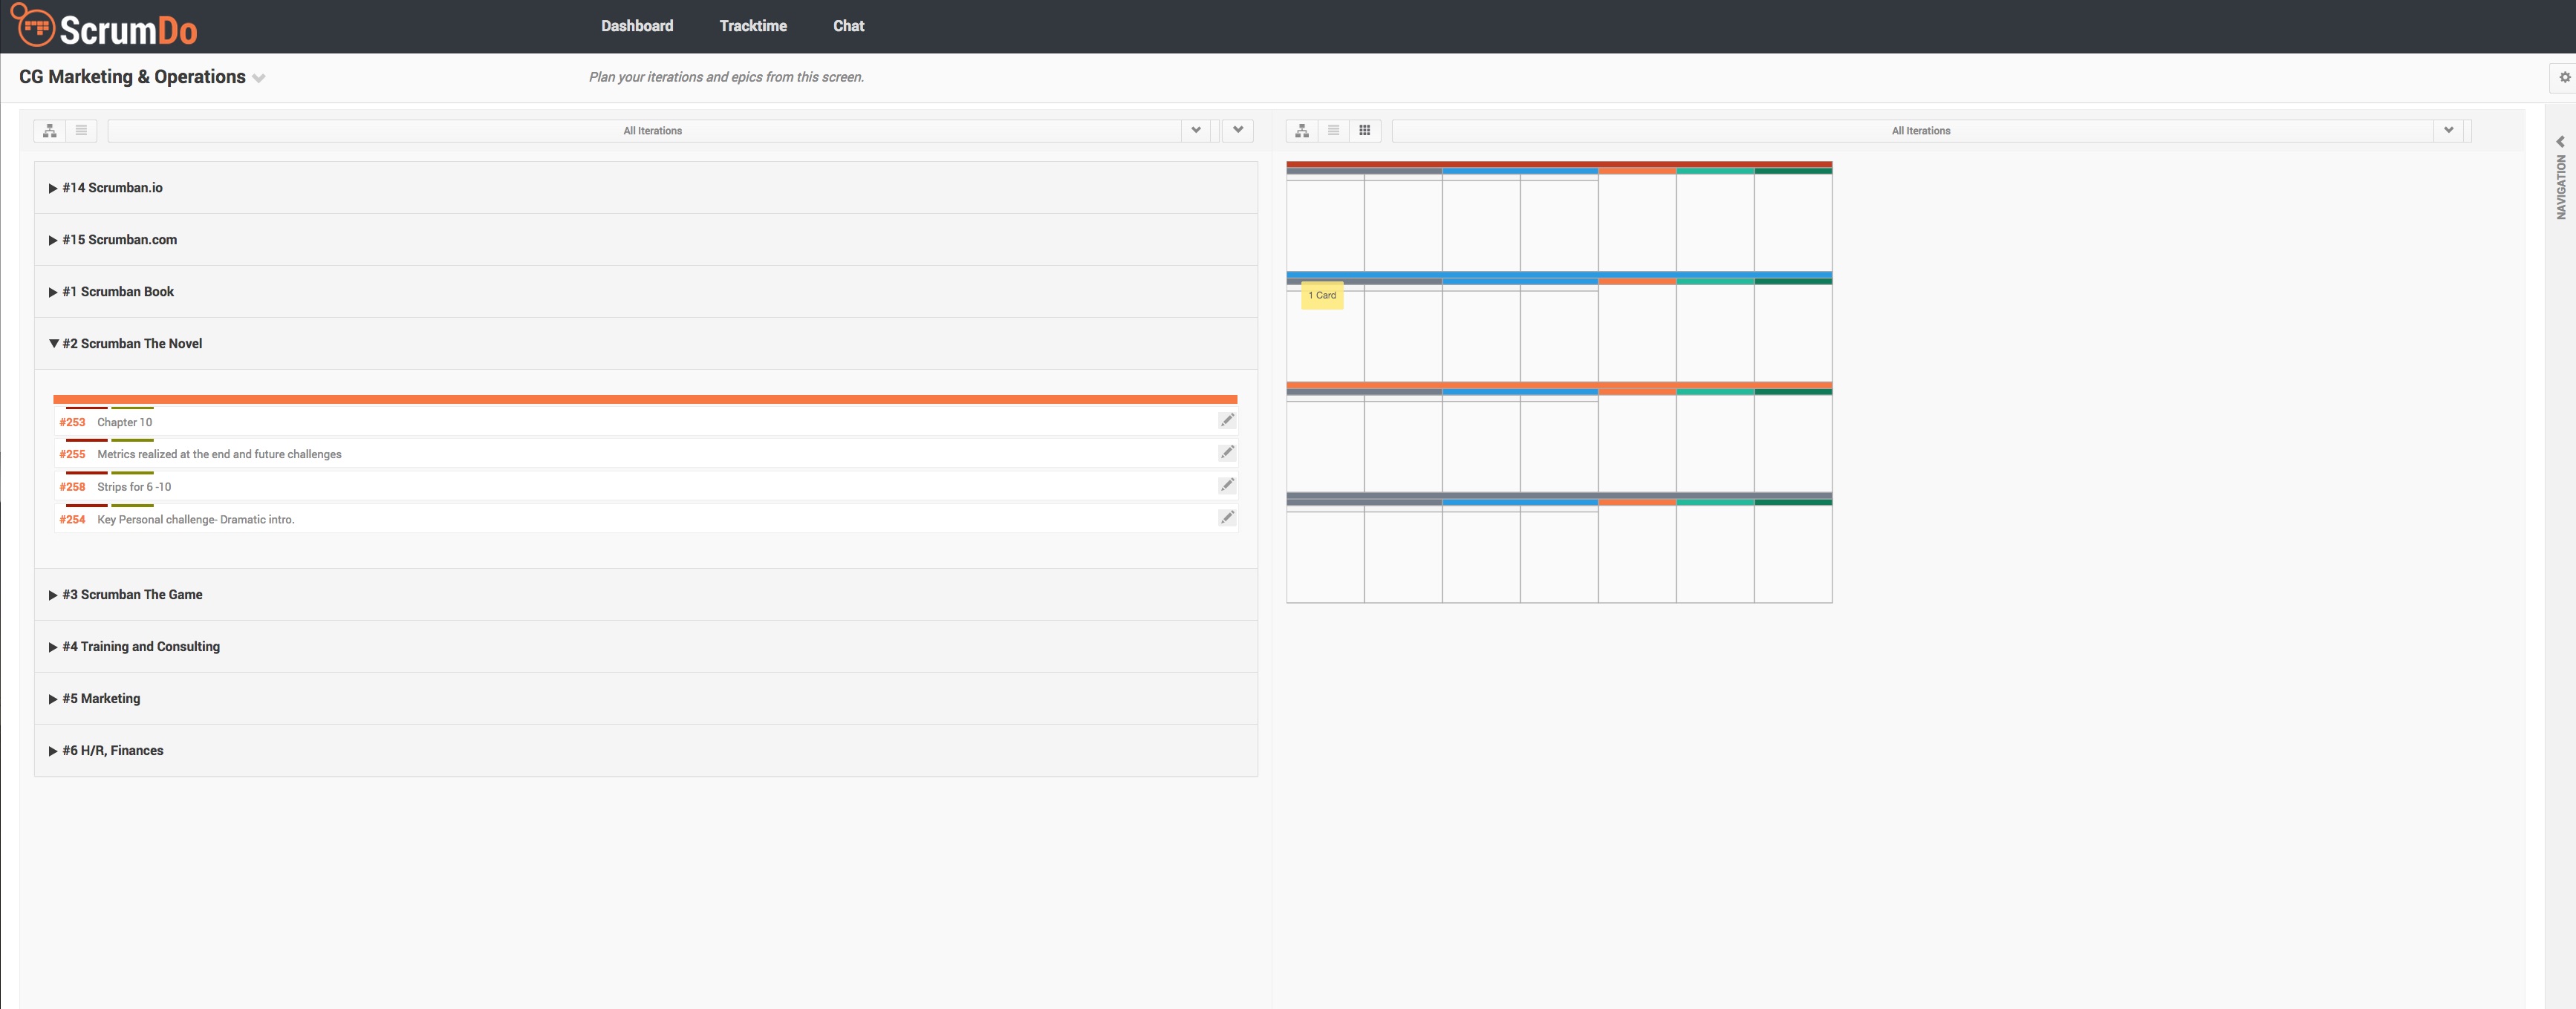 ScrumDo
Dashboard Tracktime Chat
CG Marketing & Operations
Plan your iterations and epics from this screen.
All Iterations
#14 Scrumban.io
#15 Scrumban.com
#1 Scrumban Book
#2 Scrumban The Novel
#253 Chapter 10
#255 Metrics realized at the end and future challenges
#258 Strips for 6 -10
#254 Key Personal challenge- Dramatic intro.
#3 Scrumban The Game
#4 Training and Consulting
#5 Marketing
#6 H/R, Finances
All Iterations
1 Card
NAVIGATION